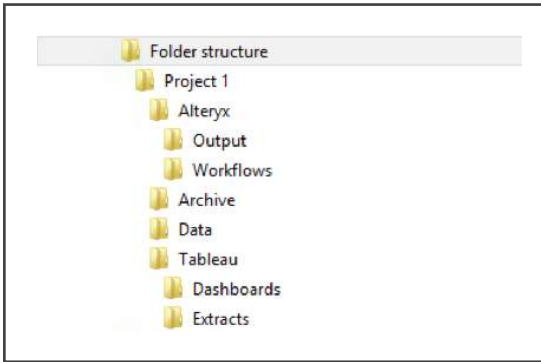 Folder structure
Project 1
Alteryx
Output
Workflows
Archive
Data
Tableau
Dashboards
Extracts